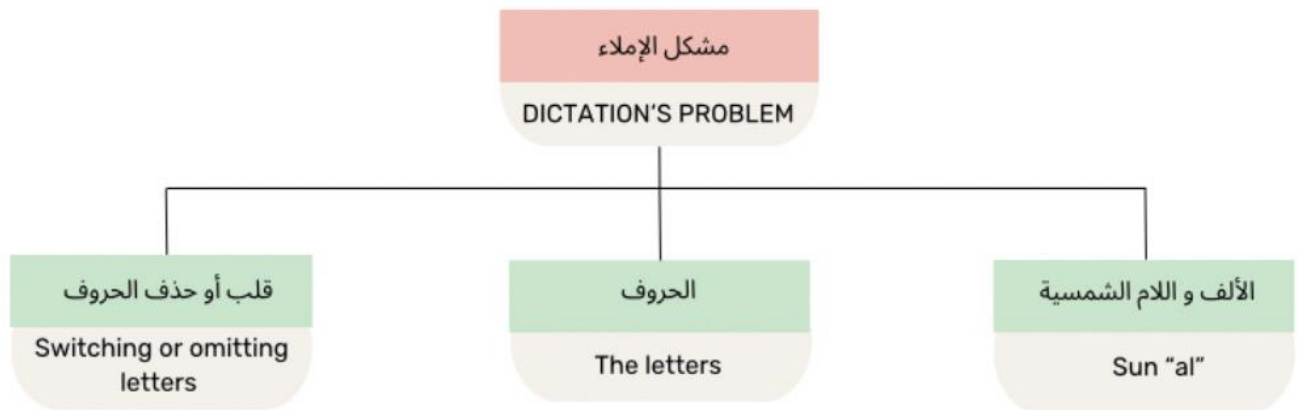 مشكل الإملاء
DICTATION'S PROBLEM
قلب أو حذف الحروف
Switching or omitting
letters
الحروف
The letters
الألف و اللام الشمسية
Sun "al"